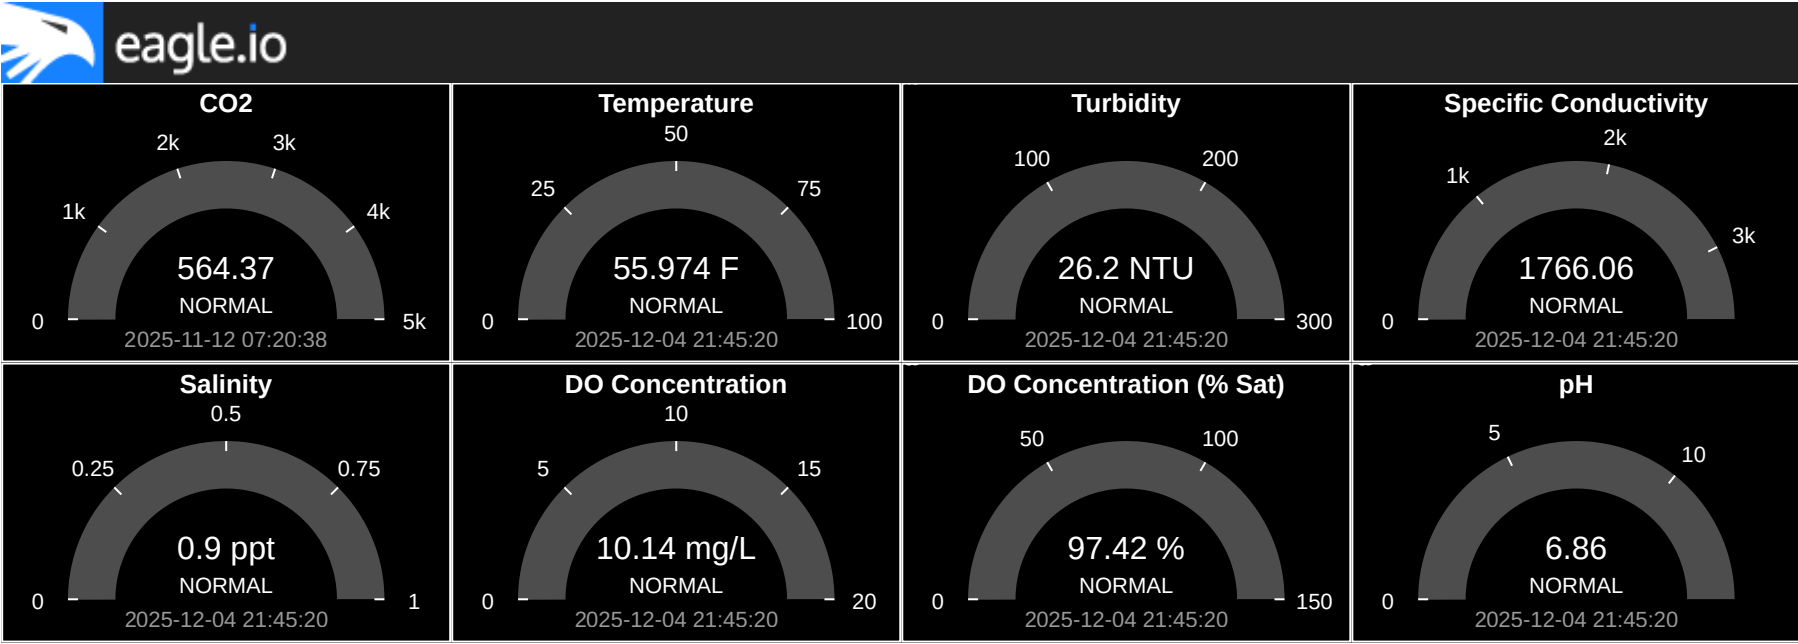 eagle.io
CO2
2k
3k
1k
4k
564.37
NORMAL
0
5k
2025-11-12 07:20:38
Temperature
50
25
75
55.974 F
NORMAL
0
100
2025-12-04 21:45:20
Turbidity
100
200
26.2 NTU
NORMAL
0
300
2025-12-04 21:45:20
Specific Conductivity
2k
1k
3k
1766.06
NORMAL
0
2025-12-04 21:45:20
Salinity
0.5
0.25
0.75
0.9 ppt
NORMAL
0
1
2025-12-04 21:45:20
DO Concentration
10
5
15
10.14 mg/L
NORMAL
0
20
2025-12-04 21:45:20
DO Concentration (% Sat)
50
100
97.42 %
NORMAL
0
150
2025-12-04 21:45:20
pH
5
10
6.86
NORMAL
0
2025-12-04 21:45:20